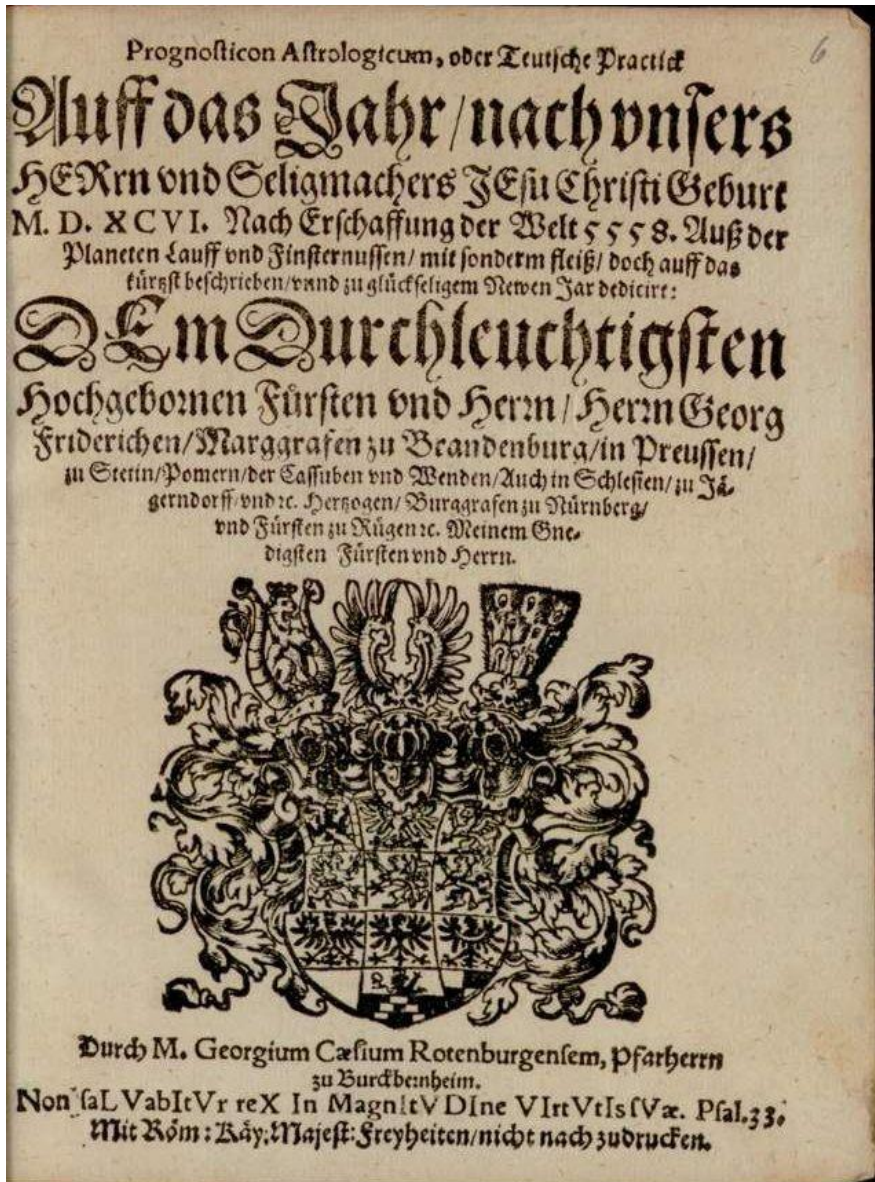 6
Prognosticon Astrologicum, oder Teutsche Practick
Auff das Jahr/nach vnsers
HERrn vnd Seligmachers JEsu Christi Geburt
M. D. XCVI. Nach Erschaffung der Welt 5558. Auß der
Planeten Lauff vnd Finsternussen/ mit sonderm fleiß/ doch auff das
kürtzst beschrieben/vnnd zu glückseligem Newen Jar dedicirt:
DEm Durchleuchtigsten
Hochgebornen Fürsten vnd Herrn/ Herrn Georg
Friderichen/Marggrafen zu Brandenburg/in Preussen/
zu Stetin/Pomern/der Cassuben vnd Wenden/Auch in Schlesien/zu Jä-
gerndorff/vnd ꝛc. Hertzogen/ Burggrafen zu Nürnberg/
vnd Fürsten zu Rügen ꝛc. Meinem Gne-
digsten Fürsten vnd Herrn.
Durch M. Georgium Cæsium Rotenburgensem, Pfarherrn
zu Burckbernheim.
Non saLVabItVr reX In MagnItVDIne VIrtVtIs sVæ. Psal.33.
Mit Röm: Käy: Majest: Freyheiten/nicht nach zudrucken.